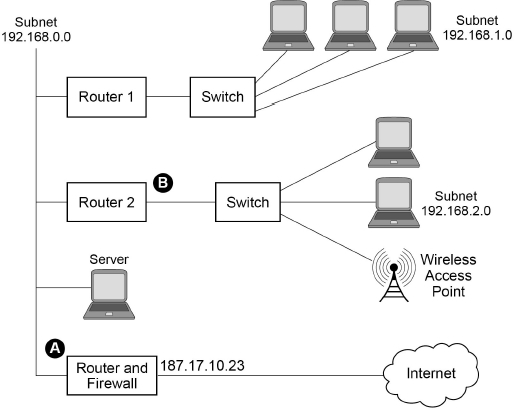 Subnet
192.168.0.0
Subnet
192.168.1.0
Router 1
Switch
B
Router 2
Switch
Subnet
192.168.2.0
Server
Wireless
Access
Point
A
Router and
Firewall
187.17.10.23
Internet